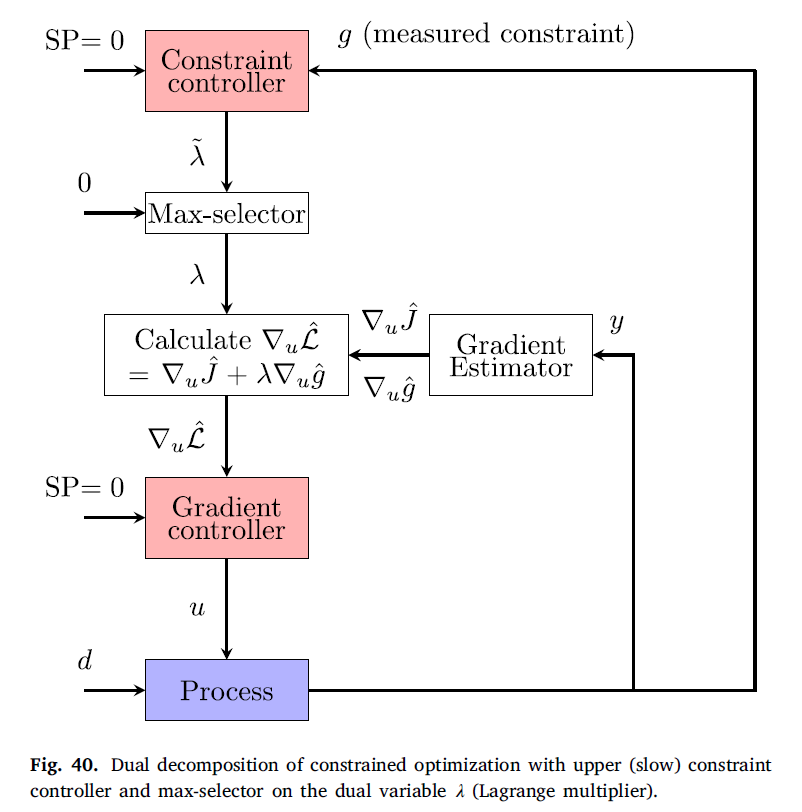 SP= 0
g (measured constraint)
Constraint
controller
λ̃
0
Max-selector
λ
Calculate ∇ᵤℒ̂
= ∇ᵤĴ + λ∇ᵤĝ
∇ᵤĴ
∇ᵤĝ
Gradient
Estimator
y
∇ᵤℒ̂
SP= 0
Gradient
controller
u
d
Process
Fig. 40. Dual decomposition of constrained optimization with upper (slow) constraint
controller and max-selector on the dual variable λ (Lagrange multiplier).